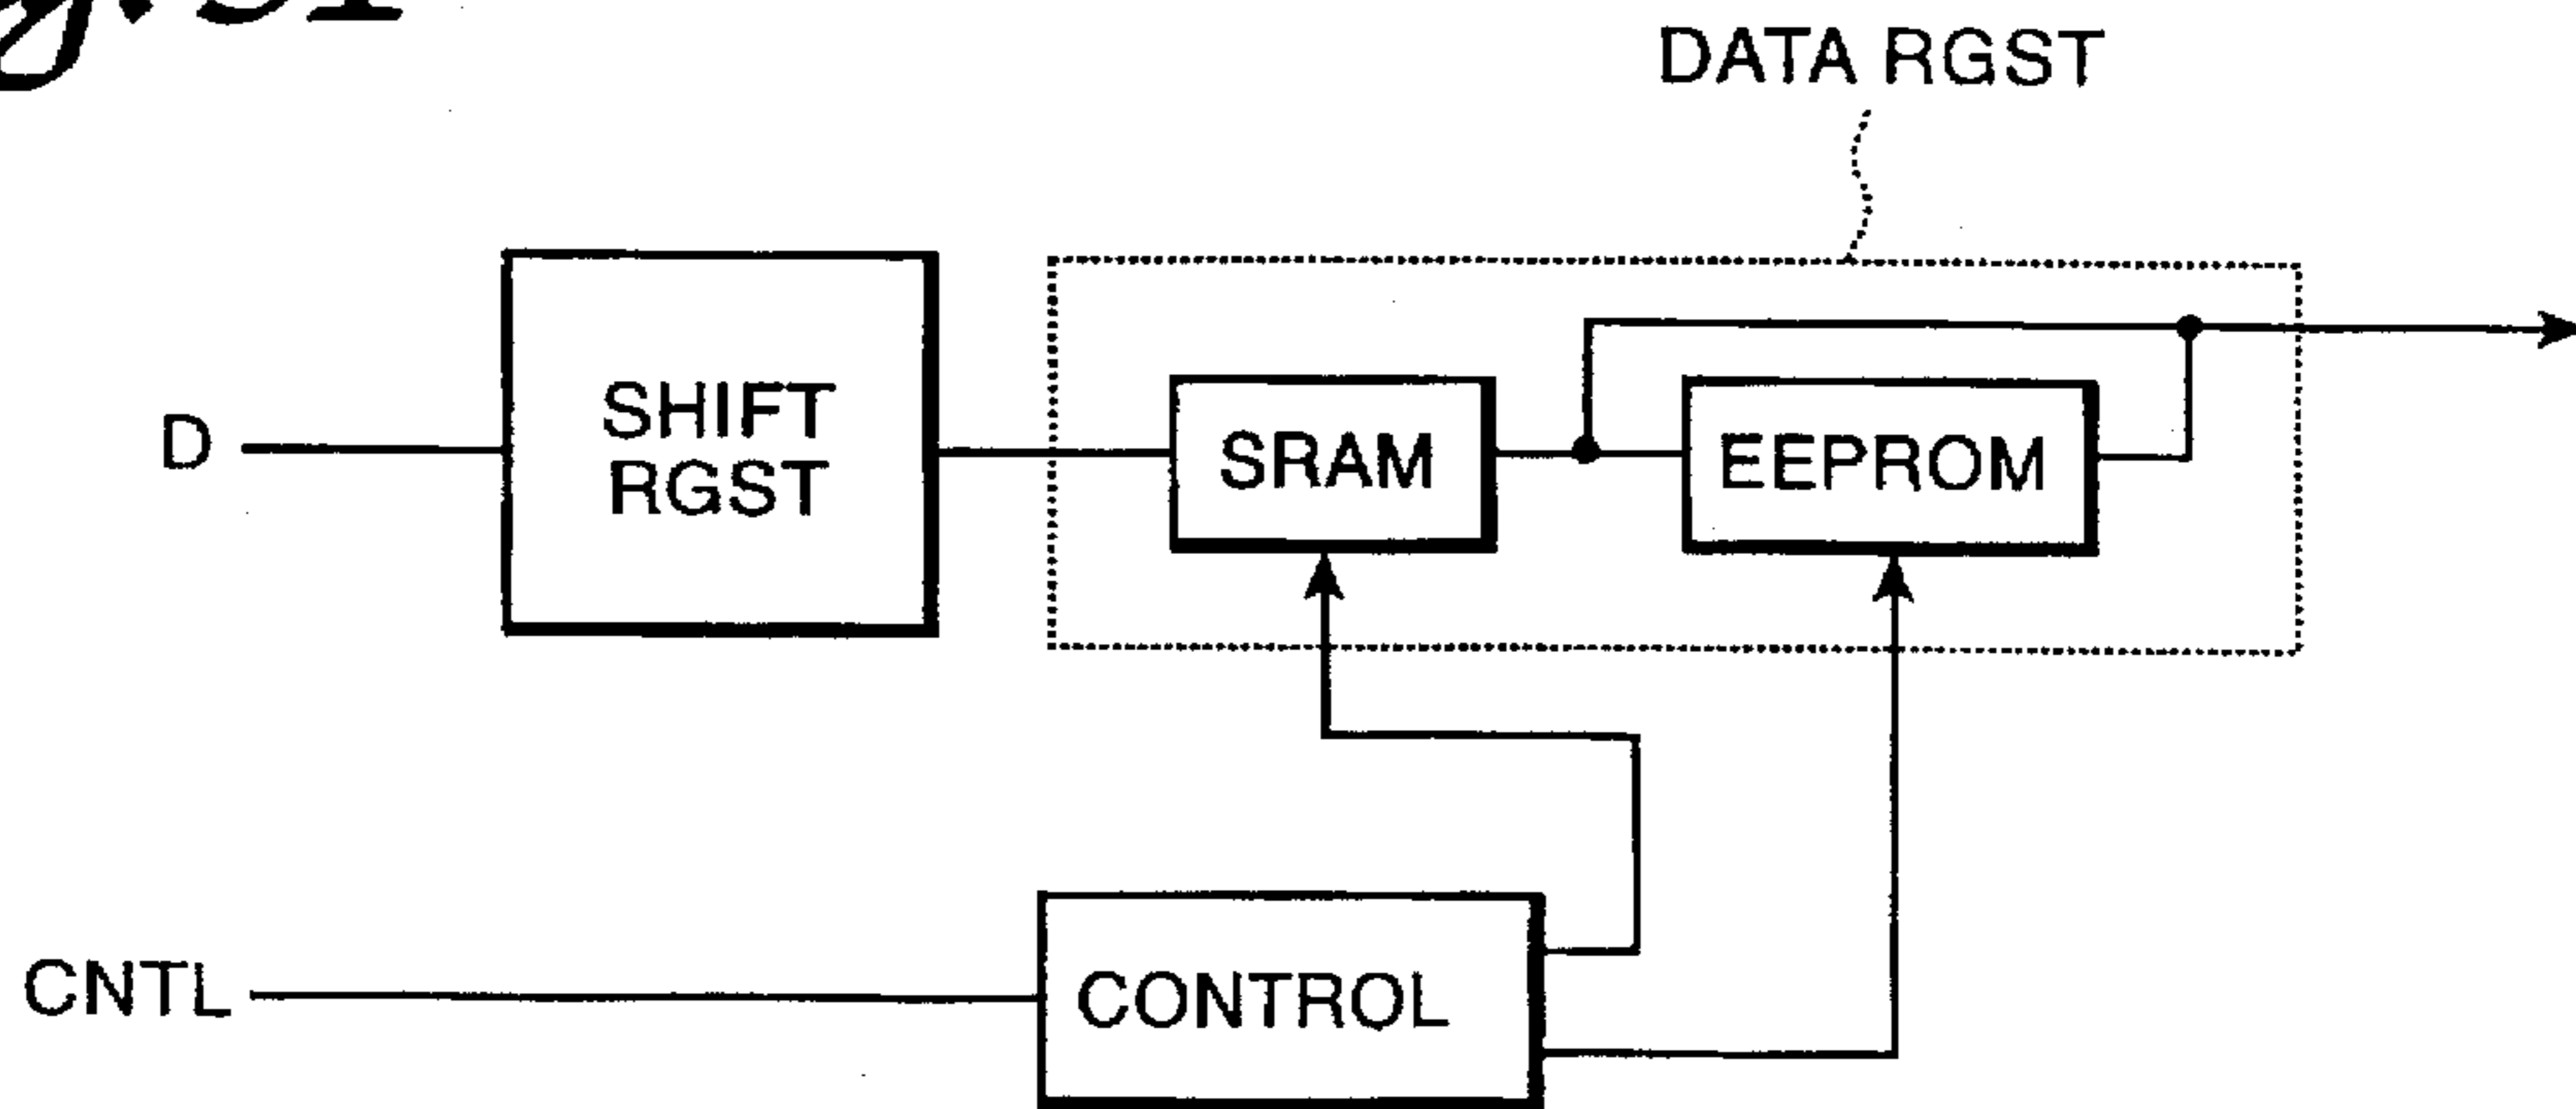 DATA RGST
D
SHIFT
RGST
SRAM
EEPROM
CNTL
CONTROL